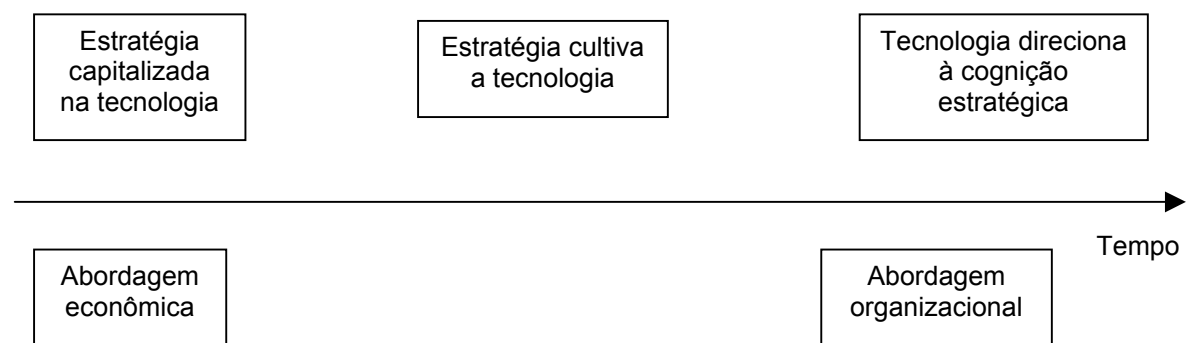 Estratégia
capitalizada
na tecnologia
Estratégia cultiva
a tecnologia
Tecnologia direciona
à cognição
estratégica
Tempo
Abordagem
econômica
Abordagem
organizacional